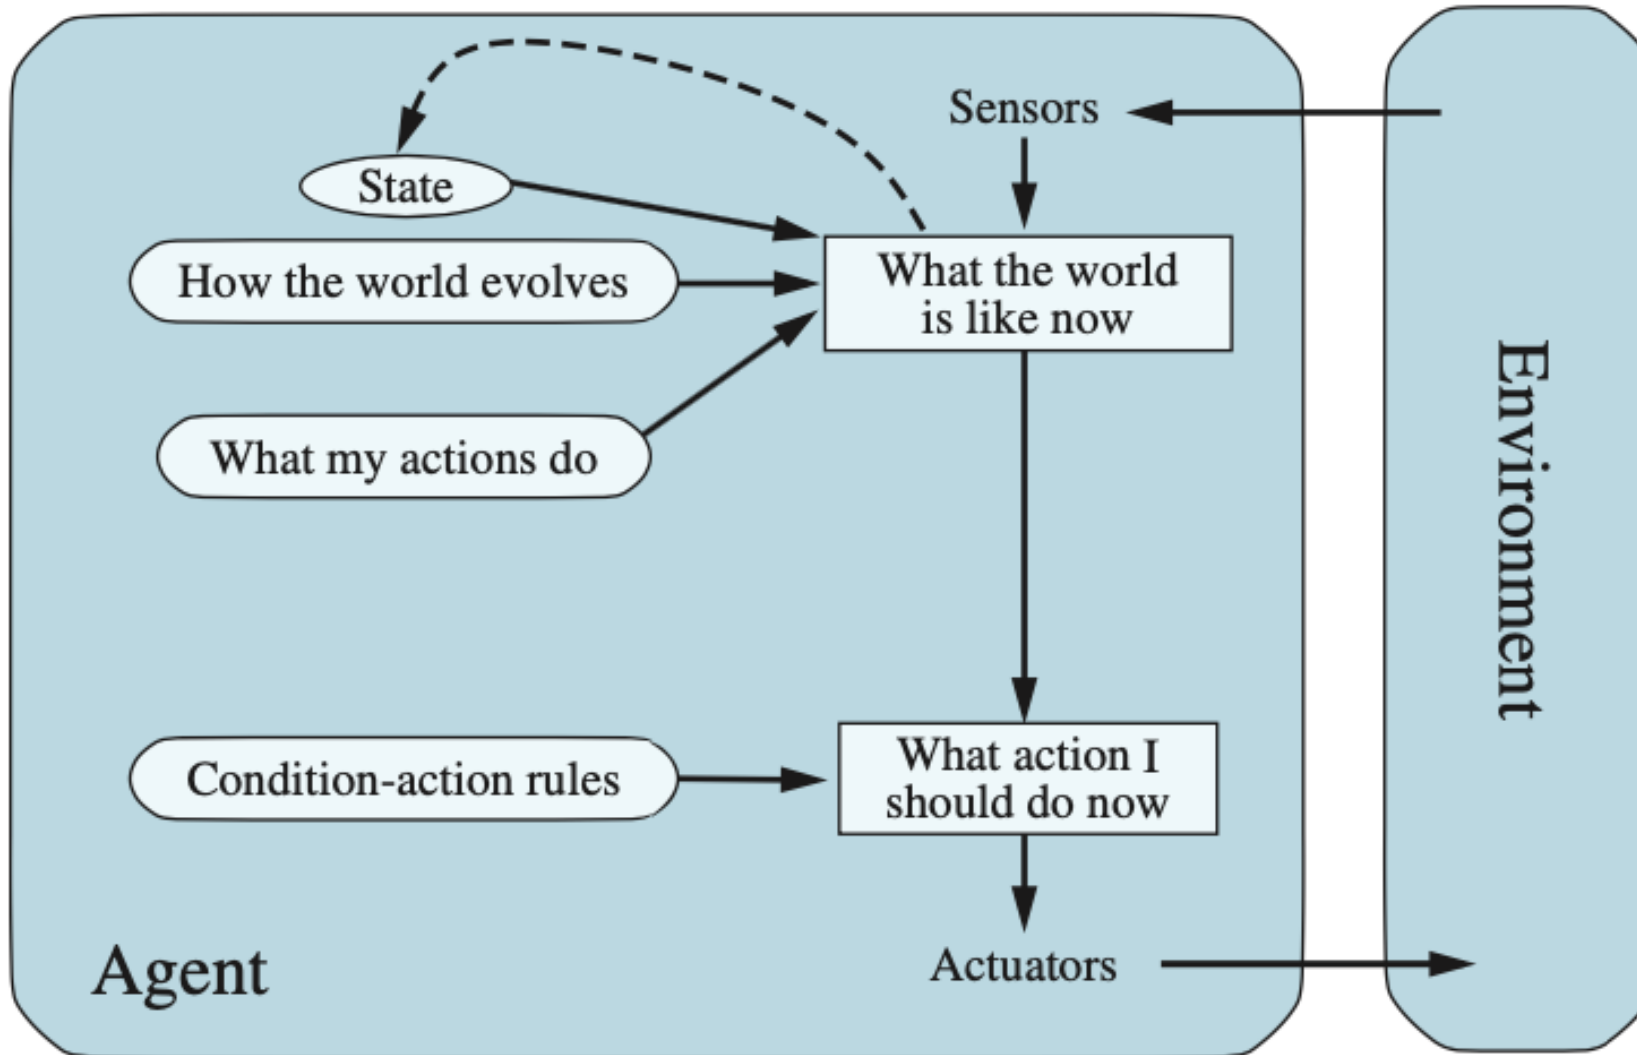 Sensors
State
How the world evolves
What the world
is like now
What my actions do
Condition-action rules
What action I
should do now
Agent
Actuators
Environment